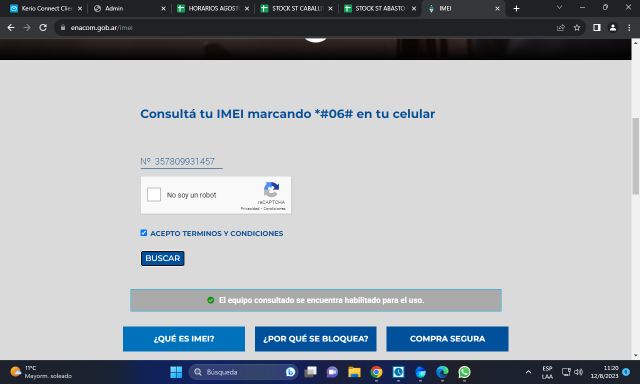 Kerio Connect Clien
Admin
HORARIOS AGOST
STOCK ST CABALLI
STOCK ST ABASTO
IMEI
enacom.gob.ar/imei
Consultá tu IMEI marcando *#06# en tu celular
Nº 357809931457
No soy un robot
reCAPTCHA
Privacidad - Condiciones
ACEPTO TERMINOS Y CONDICIONES
BUSCAR
El equipo consultado se encuentra habilitado para el uso.
¿QUÉ ES IMEI?
¿POR QUÉ SE BLOQUEA?
COMPRA SEGURA
11°C
Mayorm. soleado
Búsqueda
ESP
LAA
11:20
12/8/2023